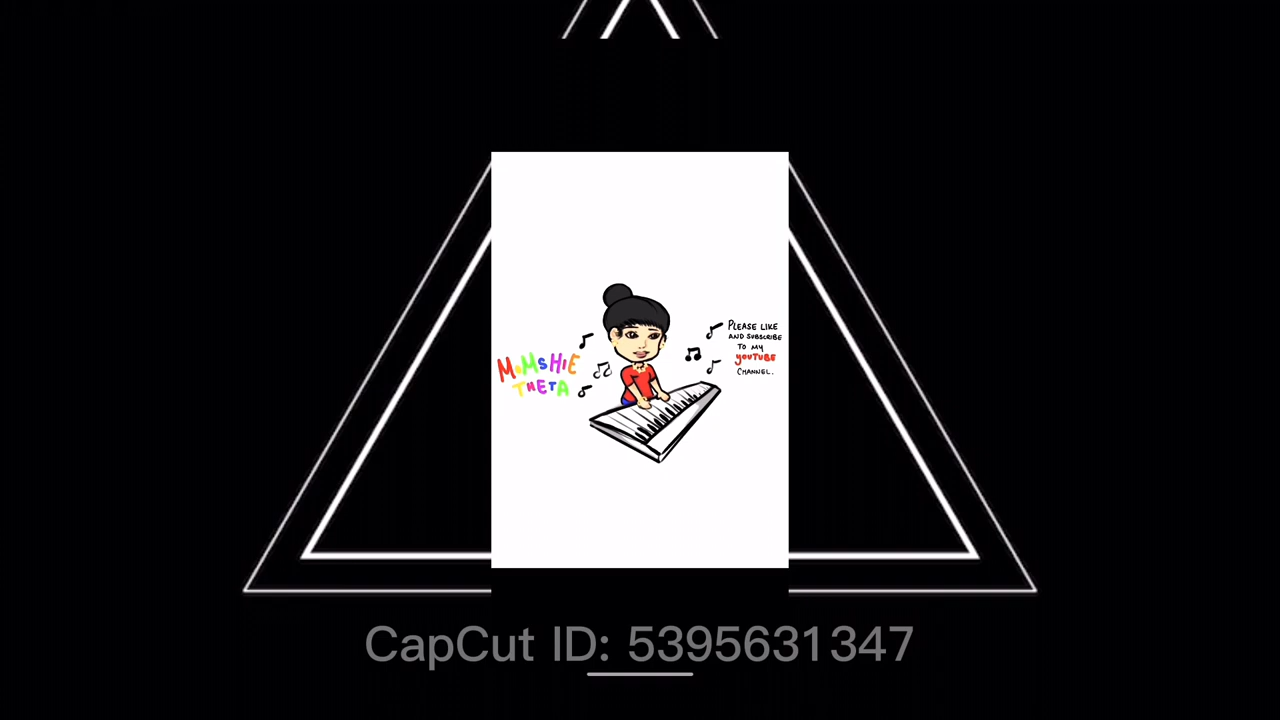 MOMSHIE
THETA
PLEASE LIKE
AND SUBSCRIBE
TO MY
YOUTUBE
CHANNEL.
CapCut ID: 5395631347